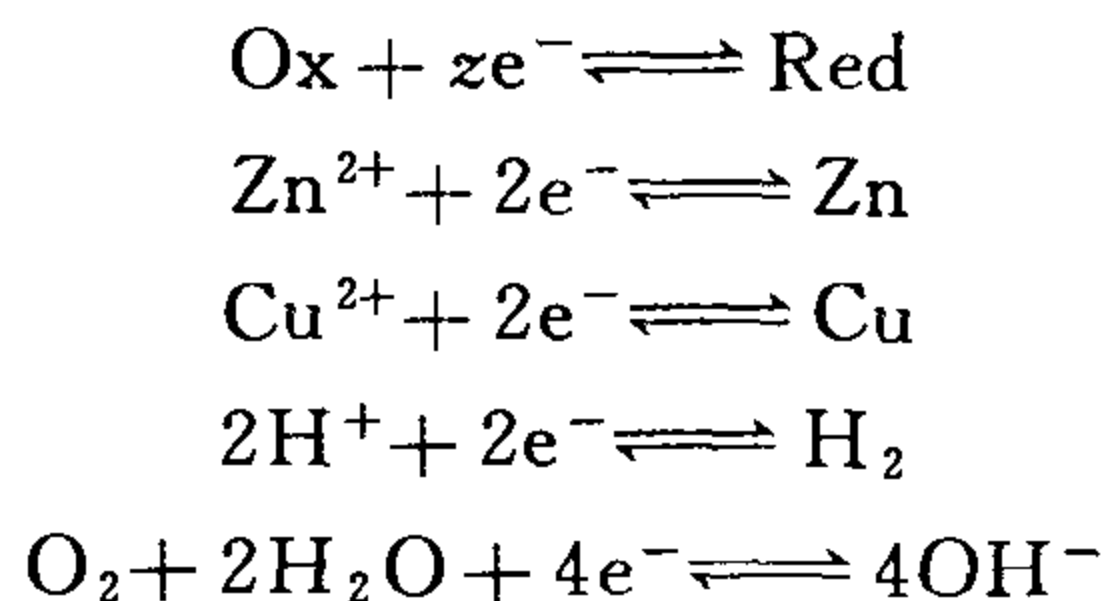 Ox + ze⁻ ⇌ Red
Zn²⁺ + 2e⁻ ⇌ Zn
Cu²⁺ + 2e⁻ ⇌ Cu
2H⁺ + 2e⁻ ⇌ H₂
O₂ + 2H₂O + 4e⁻ ⇌ 4OH⁻